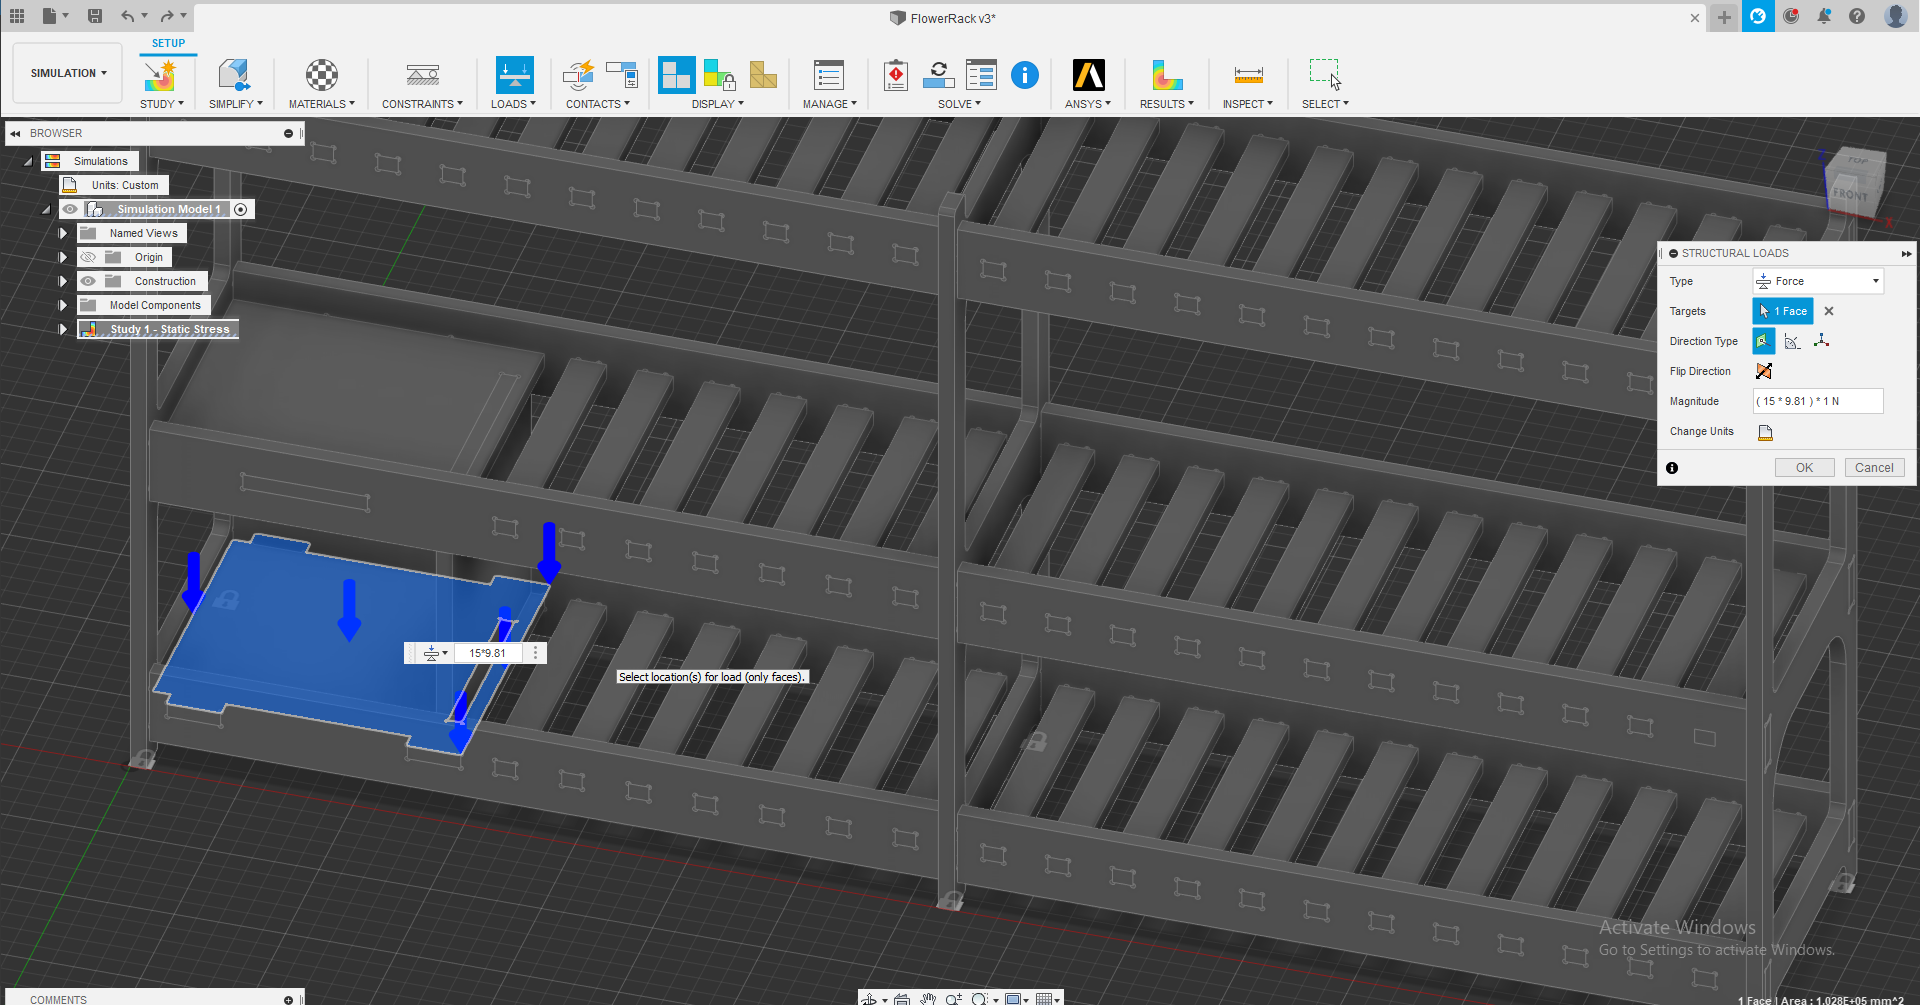 FlowerRack v3*
SIMULATION
SETUP
STUDY
SIMPLIFY
MATERIALS
CONSTRAINTS
LOADS
CONTACTS
DISPLAY
MANAGE
SOLVE
ANSYS
RESULTS
INSPECT
SELECT
BROWSER
Simulations
Units: Custom
Simulation Model 1
Named Views
Origin
Construction
Model Components
Study 1 - Static Stress
TOP
FRONT
Z
X
STRUCTURAL LOADS
Type Force
Targets 1 Face
Direction Type
Flip Direction
Magnitude ( 15 * 9.81 ) * 1 N
Change Units
OK Cancel
15*9.81
Select location(s) for load (only faces).
Activate Windows
Go to Settings to activate Windows.
COMMENTS
1 Face | Area : 1.028E+05 mm^2